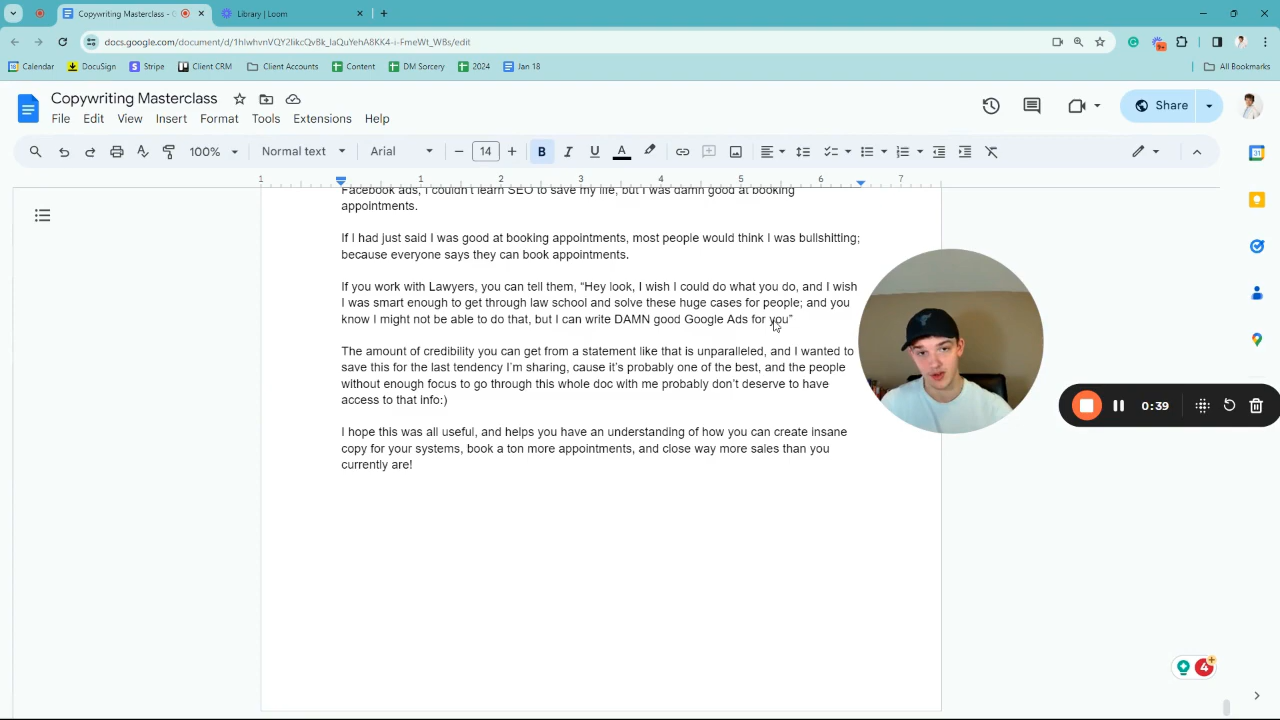 Copywriting Masterclass - G
Library | Loom
docs.google.com/document/d/1hIwhvnVQY2IikcQvBk_laQuYehA8KK4-i-FmeWt_W8s/edit
Calendar
DocuSign
Stripe
Client CRM
Client Accounts
Content
DM Sorcery
2024
Jan 18
All Bookmarks
Copywriting Masterclass
Share
File Edit View Insert Format Tools Extensions Help
100% Normal text Arial 14 B I U A
1 1 2 3 4 5 6 7
Facebook ads, I couldn't learn SEO to save my life, but I was damn good at booking
appointments.
If I had just said I was good at booking appointments, most people would think I was bullshitting;
because everyone says they can book appointments.
If you work with Lawyers, you can tell them, “Hey look, I wish I could do what you do, and I wish
I was smart enough to get through law school and solve these huge cases for people; and you
know I might not be able to do that, but I can write DAMN good Google Ads for you”
The amount of credibility you can get from a statement like that is unparalleled, and I wanted to
save this for the last tendency I’m sharing, cause it’s probably one of the best, and the people
without enough focus to go through this whole doc with me probably don’t deserve to have
access to that info:)
I hope this was all useful, and helps you have an understanding of how you can create insane
copy for your systems, book a ton more appointments, and close way more sales than you
currently are!
0:39
31
4